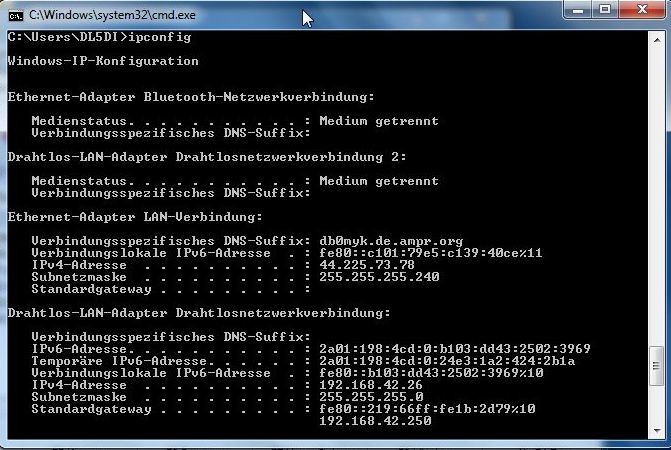 C:\Windows\system32\cmd.exe
C:\Users\DL5DI>ipconfig
Windows-IP-Konfiguration
Ethernet-Adapter Bluetooth-Netzwerkverbindung:
Medienstatus. . . . . . . . . . . : Medium getrennt
Verbindungsspezifisches DNS-Suffix:
Drahtlos-LAN-Adapter Drahtlosnetzwerkverbindung 2:
Medienstatus. . . . . . . . . . . : Medium getrennt
Verbindungsspezifisches DNS-Suffix:
Ethernet-Adapter LAN-Verbindung:
Verbindungsspezifisches DNS-Suffix: db0myk.de.ampr.org
Verbindungslokale IPv6-Adresse  . : fe80::c101:79e5:c139:40ce%11
IPv4-Adresse  . . . . . . . . . . : 44.225.73.78
Subnetzmaske  . . . . . . . . . . : 255.255.255.240
Standardgateway . . . . . . . . . :
Drahtlos-LAN-Adapter Drahtlosnetzwerkverbindung:
Verbindungsspezifisches DNS-Suffix:
IPv6-Adresse. . . . . . . . . . . : 2a01:198:4cd:0:b103:dd43:2502:3969
Temporäre IPv6-Adresse. . . . . . : 2a01:198:4cd:0:24e3:1a2:424:2b1a
Verbindungslokale IPv6-Adresse  . : fe80::b103:dd43:2502:3969%10
IPv4-Adresse  . . . . . . . . . . : 192.168.42.26
Subnetzmaske  . . . . . . . . . . : 255.255.255.0
Standardgateway . . . . . . . . . : fe80::219:66ff:fe1b:2d79%10
192.168.42.250